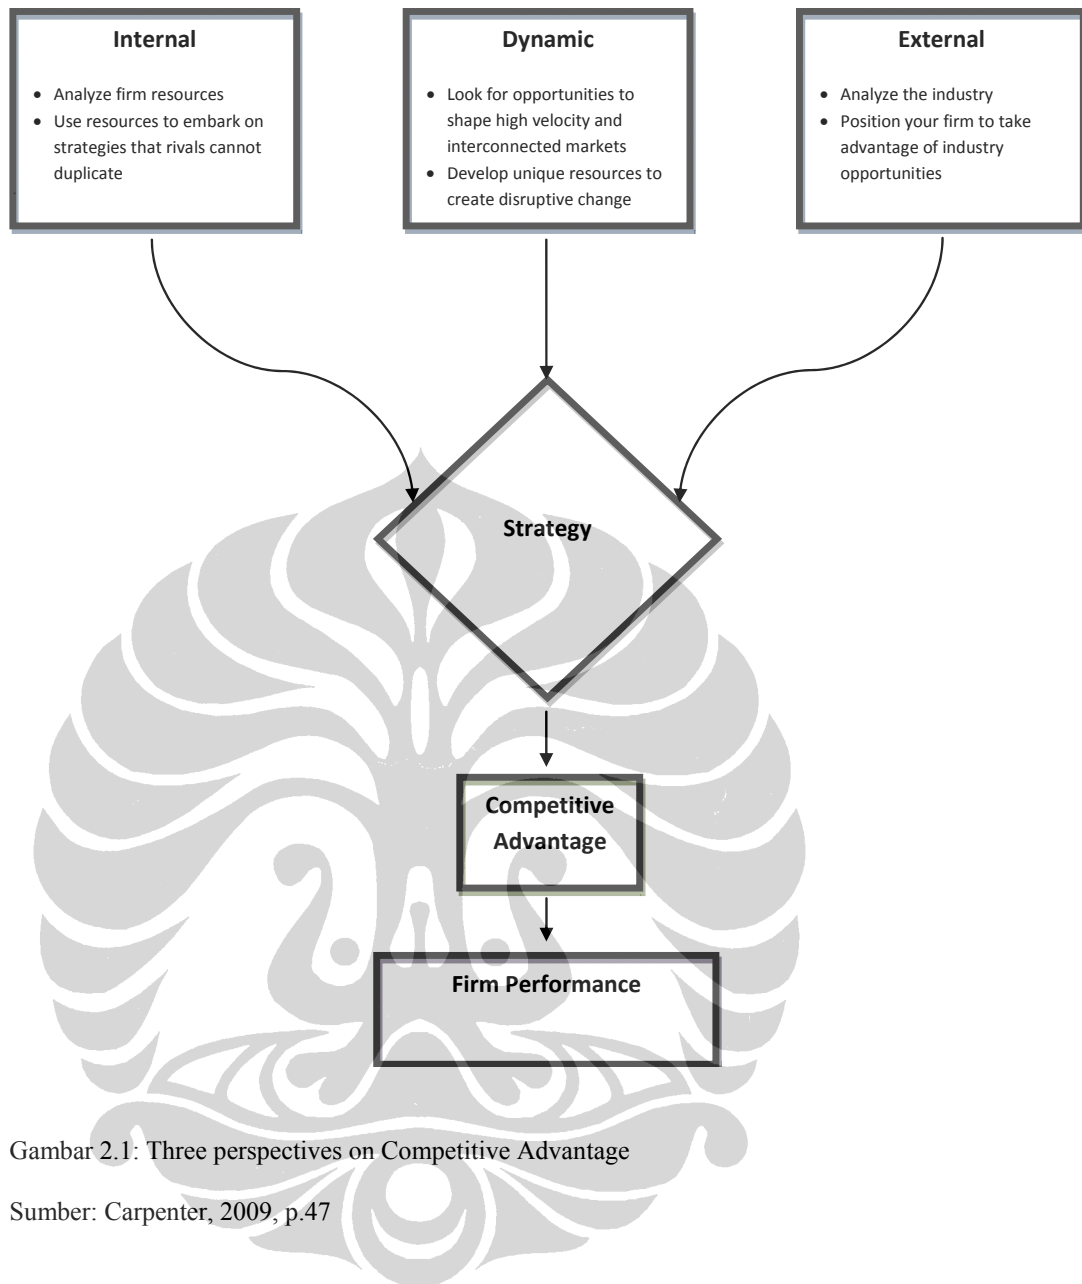 Internal
• Analyze firm resources
• Use resources to embark on
strategies that rivals cannot
duplicate
Dynamic
• Look for opportunities to
shape high velocity and
interconnected markets
• Develop unique resources to
create disruptive change
External
• Analyze the industry
• Position your firm to take
advantage of industry
opportunities
Strategy
Competitive
Advantage
Firm Performance
Gambar 2.1: Three perspectives on Competitive Advantage
Sumber: Carpenter, 2009, p.47